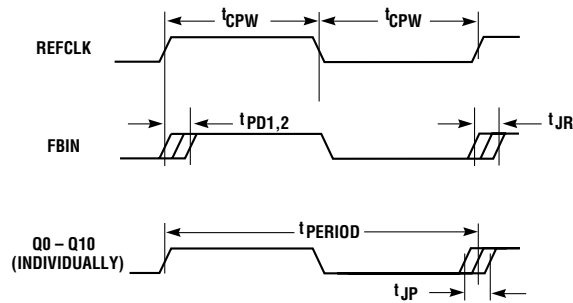 tCPW tCPW
REFCLK
tPD1,2 tJR
FBIN
tPERIOD
Q0 – Q10
(INDIVIDUALLY)
tJP